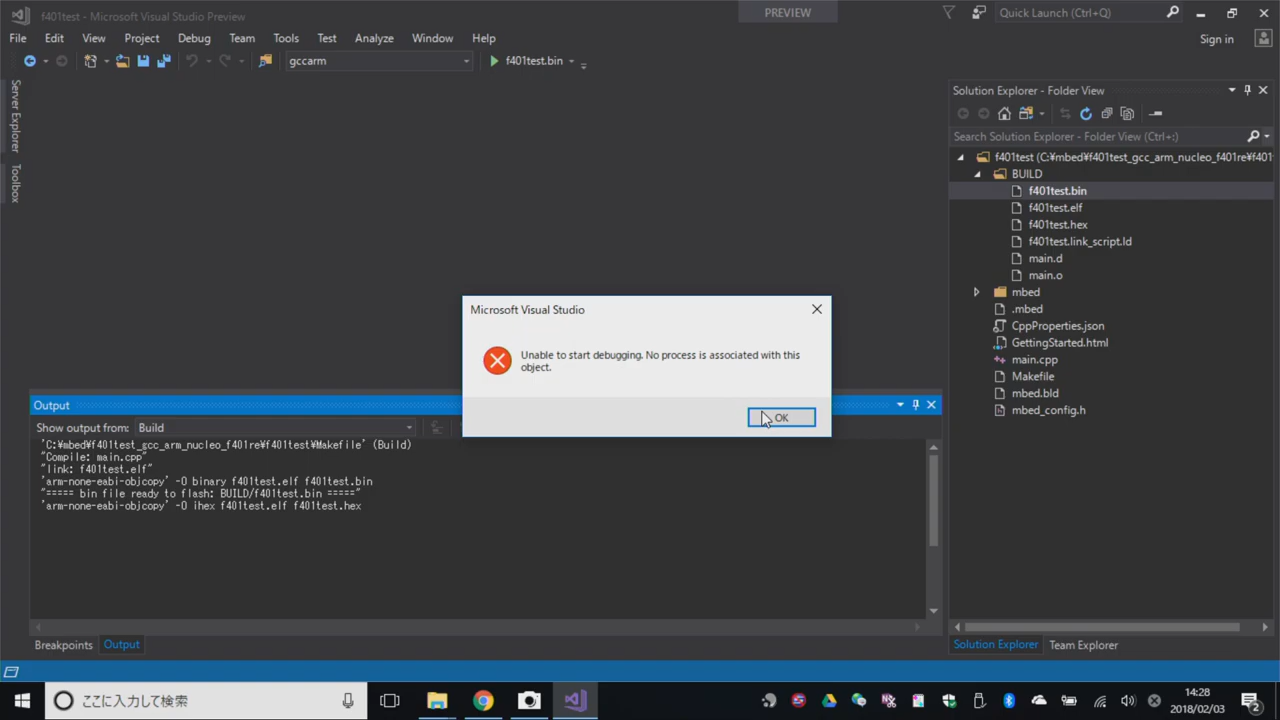 f401test - Microsoft Visual Studio Preview
PREVIEW
Quick Launch (Ctrl+Q)
File Edit View Project Debug Team Tools Test Analyze Window Help
Sign in
gccarm
f401test.bin
Server Explorer
Toolbox
Solution Explorer - Folder View
Search Solution Explorer - Folder View (Ctrl+;)
f401test (C:¥mbed¥f401test_gcc_arm_nucleo_f401re¥f401
BUILD
f401test.bin
f401test.elf
f401test.hex
f401test.link_script.ld
main.d
main.o
mbed
.mbed
CppProperties.json
GettingStarted.html
main.cpp
Makefile
mbed.bld
mbed_config.h
Microsoft Visual Studio
Unable to start debugging. No process is associated with this
object.
OK
Output
Show output from: Build
'C:¥mbed¥f401test_gcc_arm_nucleo_f401re¥f401test¥Makefile' (Build)
"Compile: main.cpp"
"link: f401test.elf"
'arm-none-eabi-objcopy' -O binary f401test.elf f401test.bin
"===== bin file ready to flash: BUILD/f401test.bin ====="
'arm-none-eabi-objcopy' -O ihex f401test.elf f401test.hex
Breakpoints Output
Solution Explorer Team Explorer
ここに入力して検索
14:28
2018/02/03
2